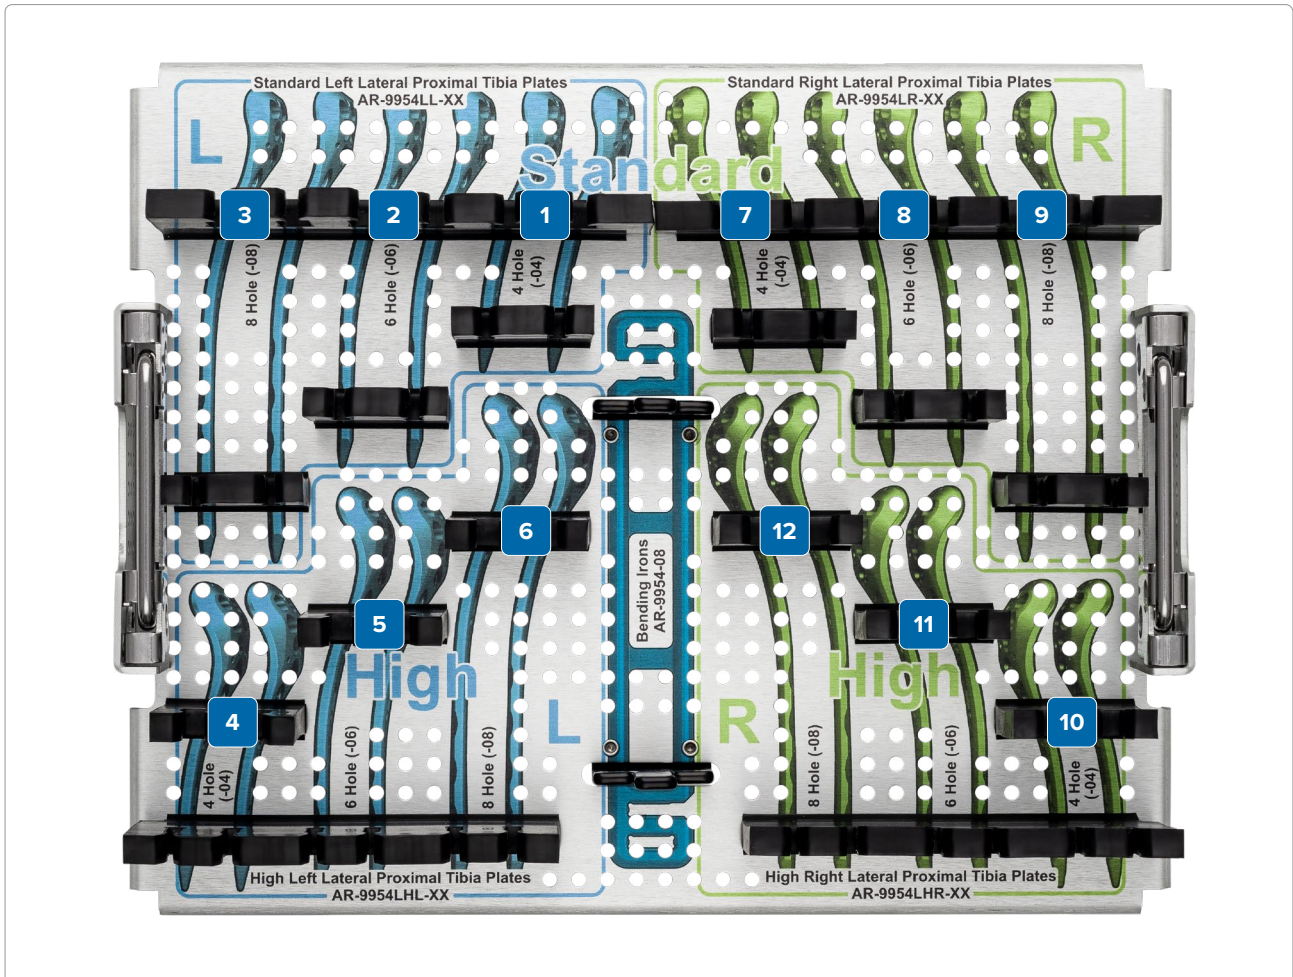 Standard Left Lateral Proximal Tibia Plates
AR-9954LL-XX
Standard Right Lateral Proximal Tibia Plates
AR-9954LR-XX
L
R
Standard
3
2
1
7
8
9
8 Hole (-08)
6 Hole (-06)
4 Hole
(-04)
4 Hole
(-04)
6 Hole (-06)
8 Hole (-08)
6
12
Bending Irons
AR-9954-08
5
11
High
High
4
10
L
R
4 Hole
(-04)
6 Hole (-06)
8 Hole (-08)
8 Hole (-08)
6 Hole (-06)
4 Hole
(-04)
High Left Lateral Proximal Tibia Plates
AR-9954LHL-XX
High Right Lateral Proximal Tibia Plates
AR-9954LHR-XX